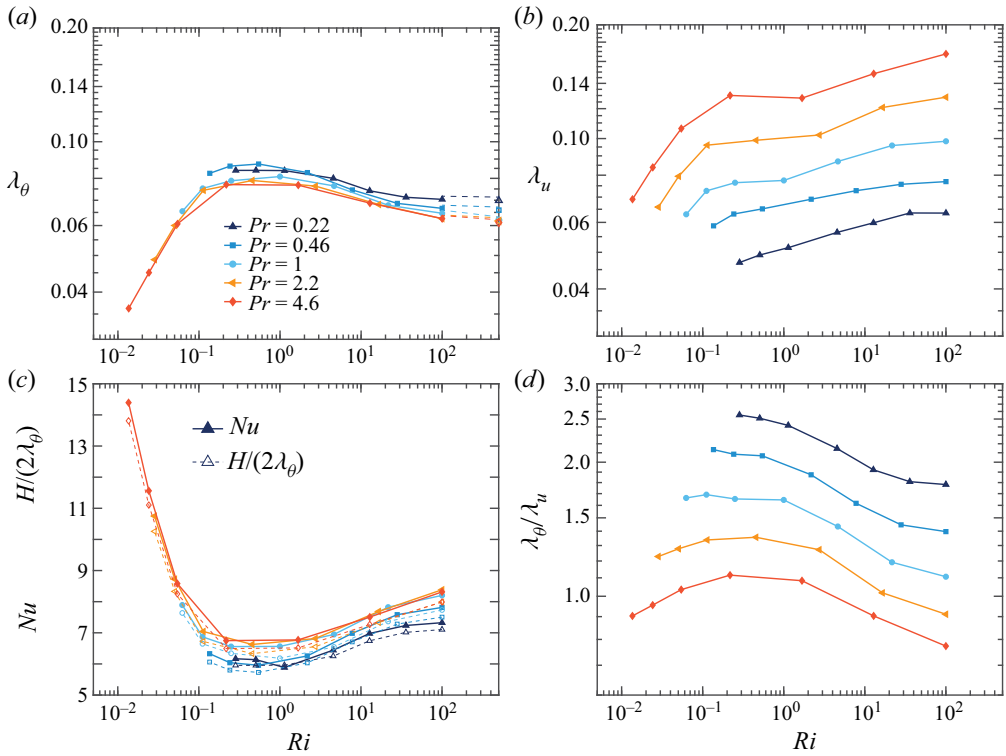 (a)
0.20
0.10
0.06
0.04
λθ
Pr = 0.22
Pr = 0.46
Pr = 1
Pr = 2.2
Pr = 4.6
10⁻² 10⁻¹ 10⁰ 10¹ 10²
(b)
0.20
0.14
0.10
0.06
0.04
λu
10⁻² 10⁻¹ 10⁰ 10¹ 10²
Ri
(c)
15
13
11
9
7
5
H/(2λθ)
Nu
Nu
H/(2λθ)
10⁻² 10⁻¹ 10⁰ 10¹ 10²
Ri
(d)
3.0
2.5
2.0
1.5
1.0
λθ/λu
10⁻² 10⁻¹ 10⁰ 10¹ 10²
Ri